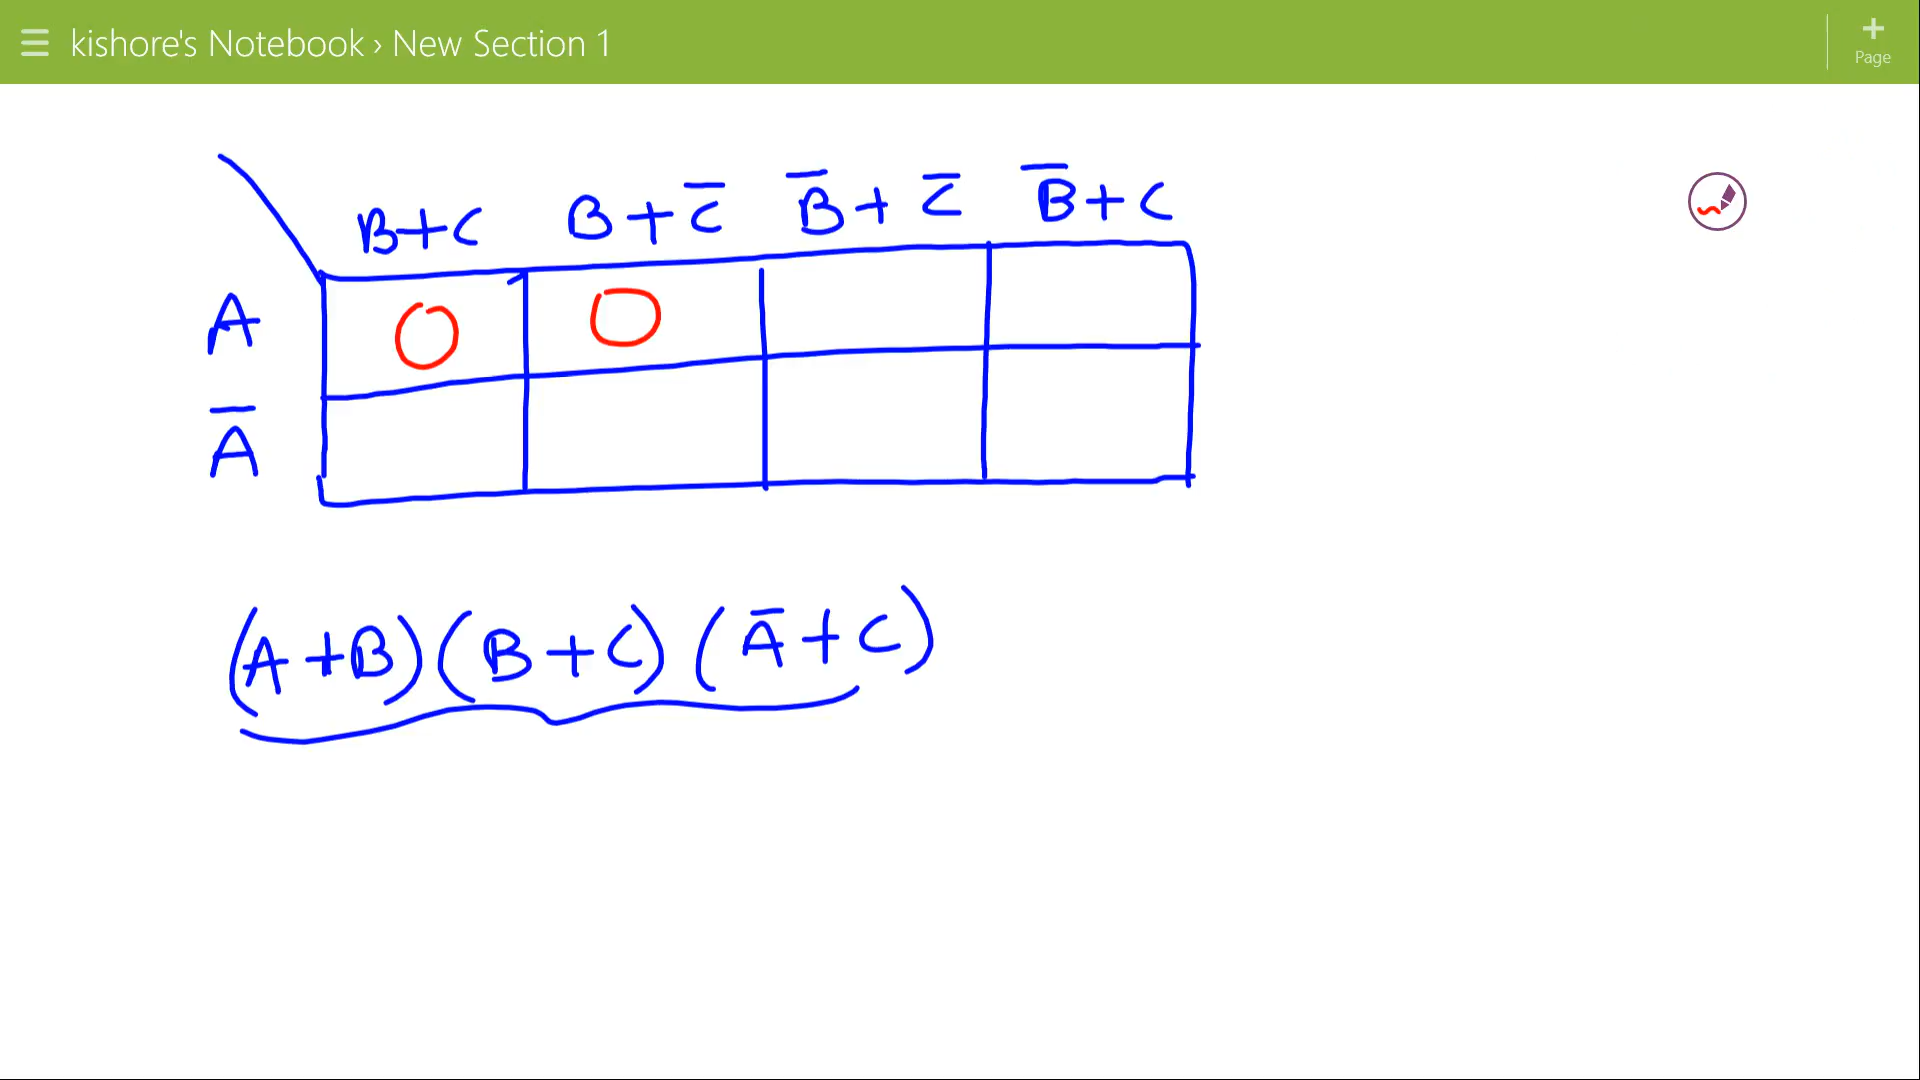 kishore's Notebook › New Section 1
Page
B+C B+C̅ B̅+C̅ B̅+C
A 0 0
A̅
(A+B)(B+C)(A̅+C)